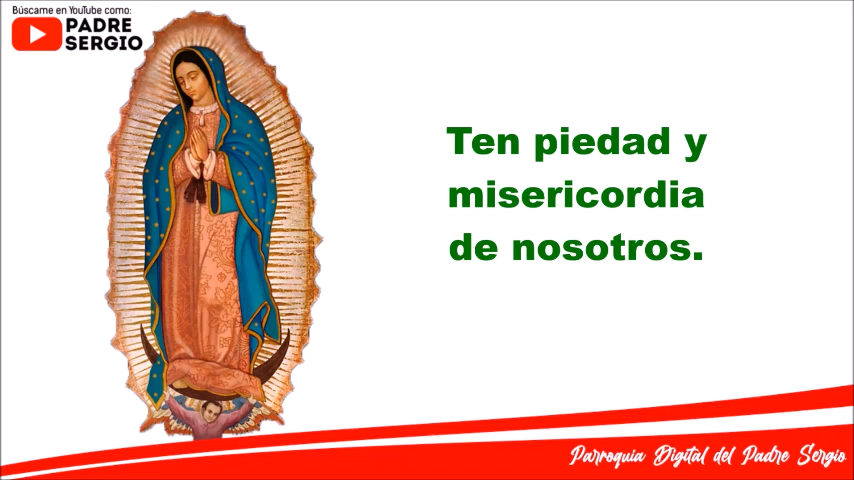 Búscame en YouTube como:
PADRE
SERGIO
Ten piedad y
misericordia
de nosotros.
Parroquia Digital del Padre Sergio